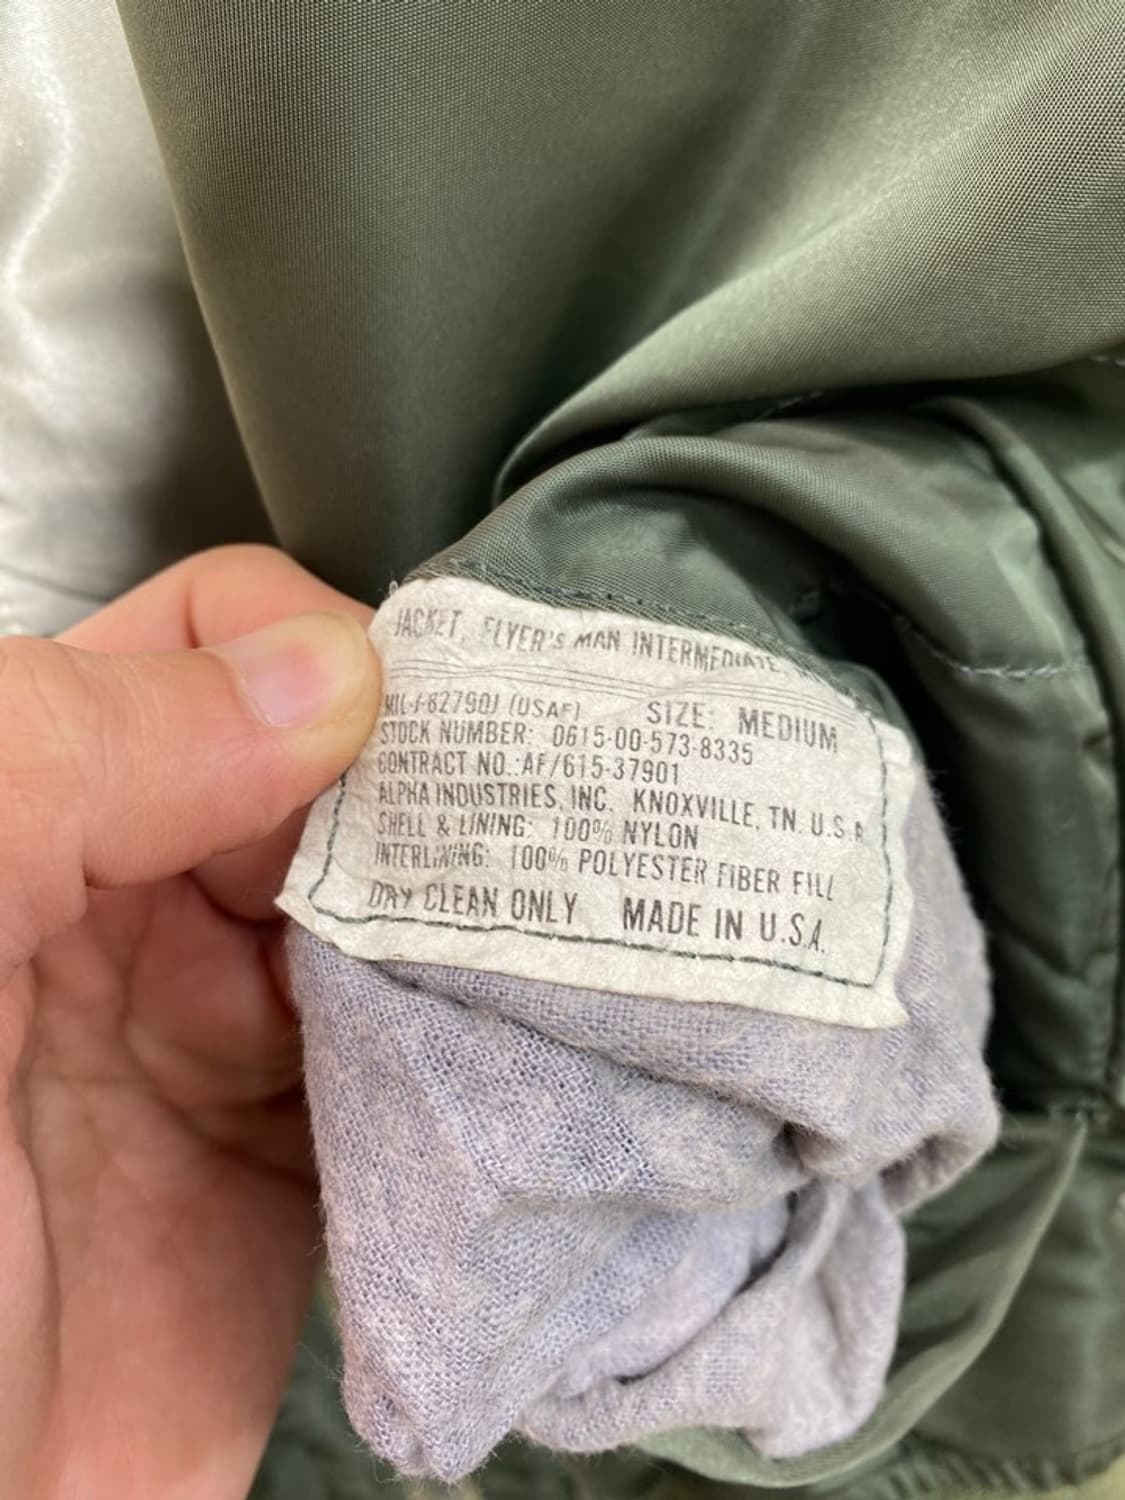 JACKET, FLYER'S MAN INTERMEDIATE
MIL-J-8279OJ (USAF) SIZE: MEDIUM
STOCK NUMBER: 0615-00-573-8335
CONTRACT NO.:AF/615-37901
ALPHA INDUSTRIES, INC. KNOXVILLE, TN. U.S.A.
SHELL & LINING: 100% NYLON
INTERLINING: 100% POLYESTER FIBER FILL
DRY CLEAN ONLY MADE IN U.S.A.